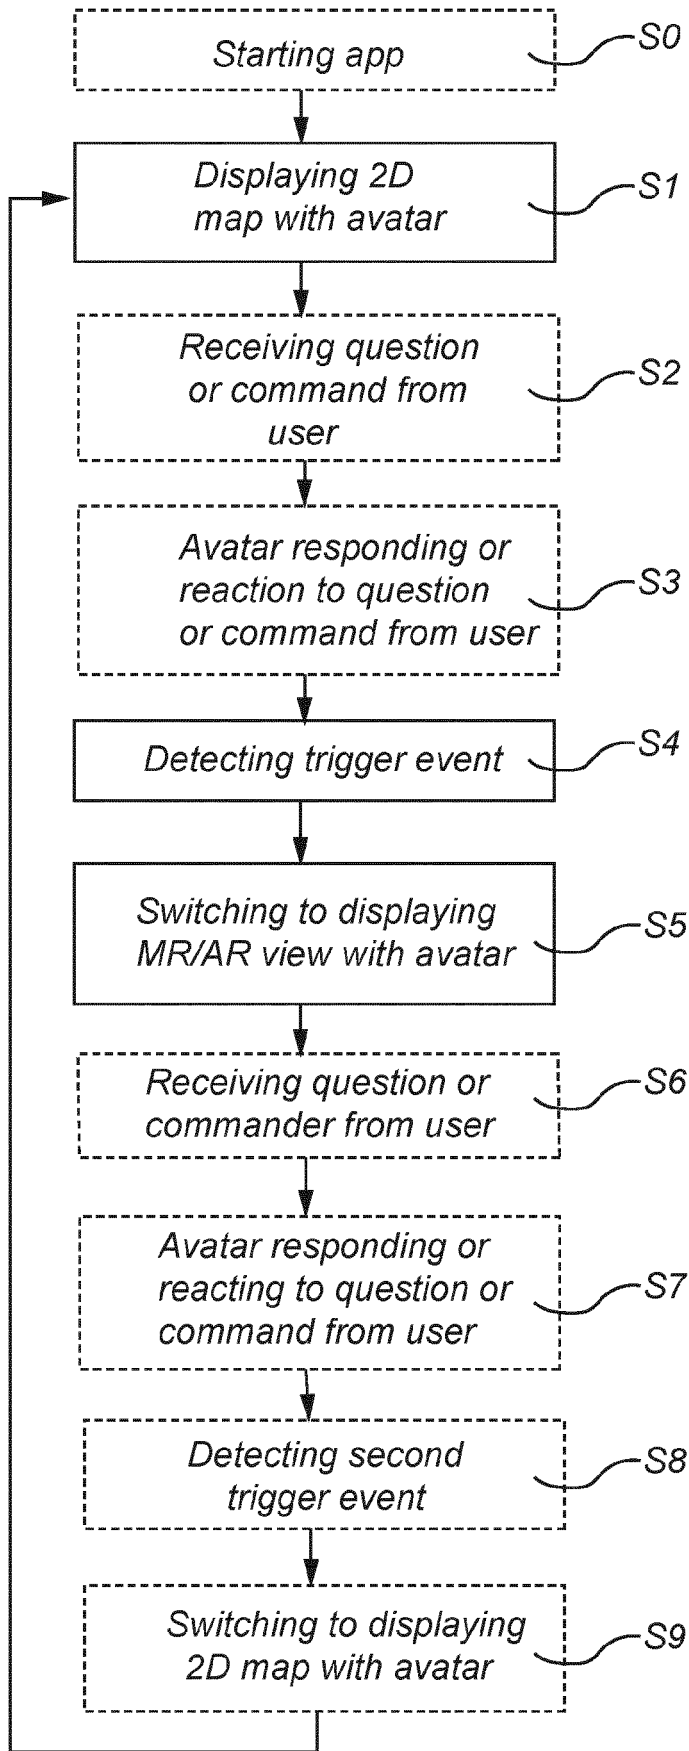 Starting app
S0
Displaying 2D
map with avatar
S1
Receiving question
or command from
user
S2
Avatar responding or
reaction to question
or command from user
S3
Detecting trigger event
S4
Switching to displaying
MR/AR view with avatar
S5
Receiving question or
commander from user
S6
Avatar responding or
reacting to question or
command from user
S7
Detecting second
trigger event
S8
Switching to displaying
2D map with avatar
S9